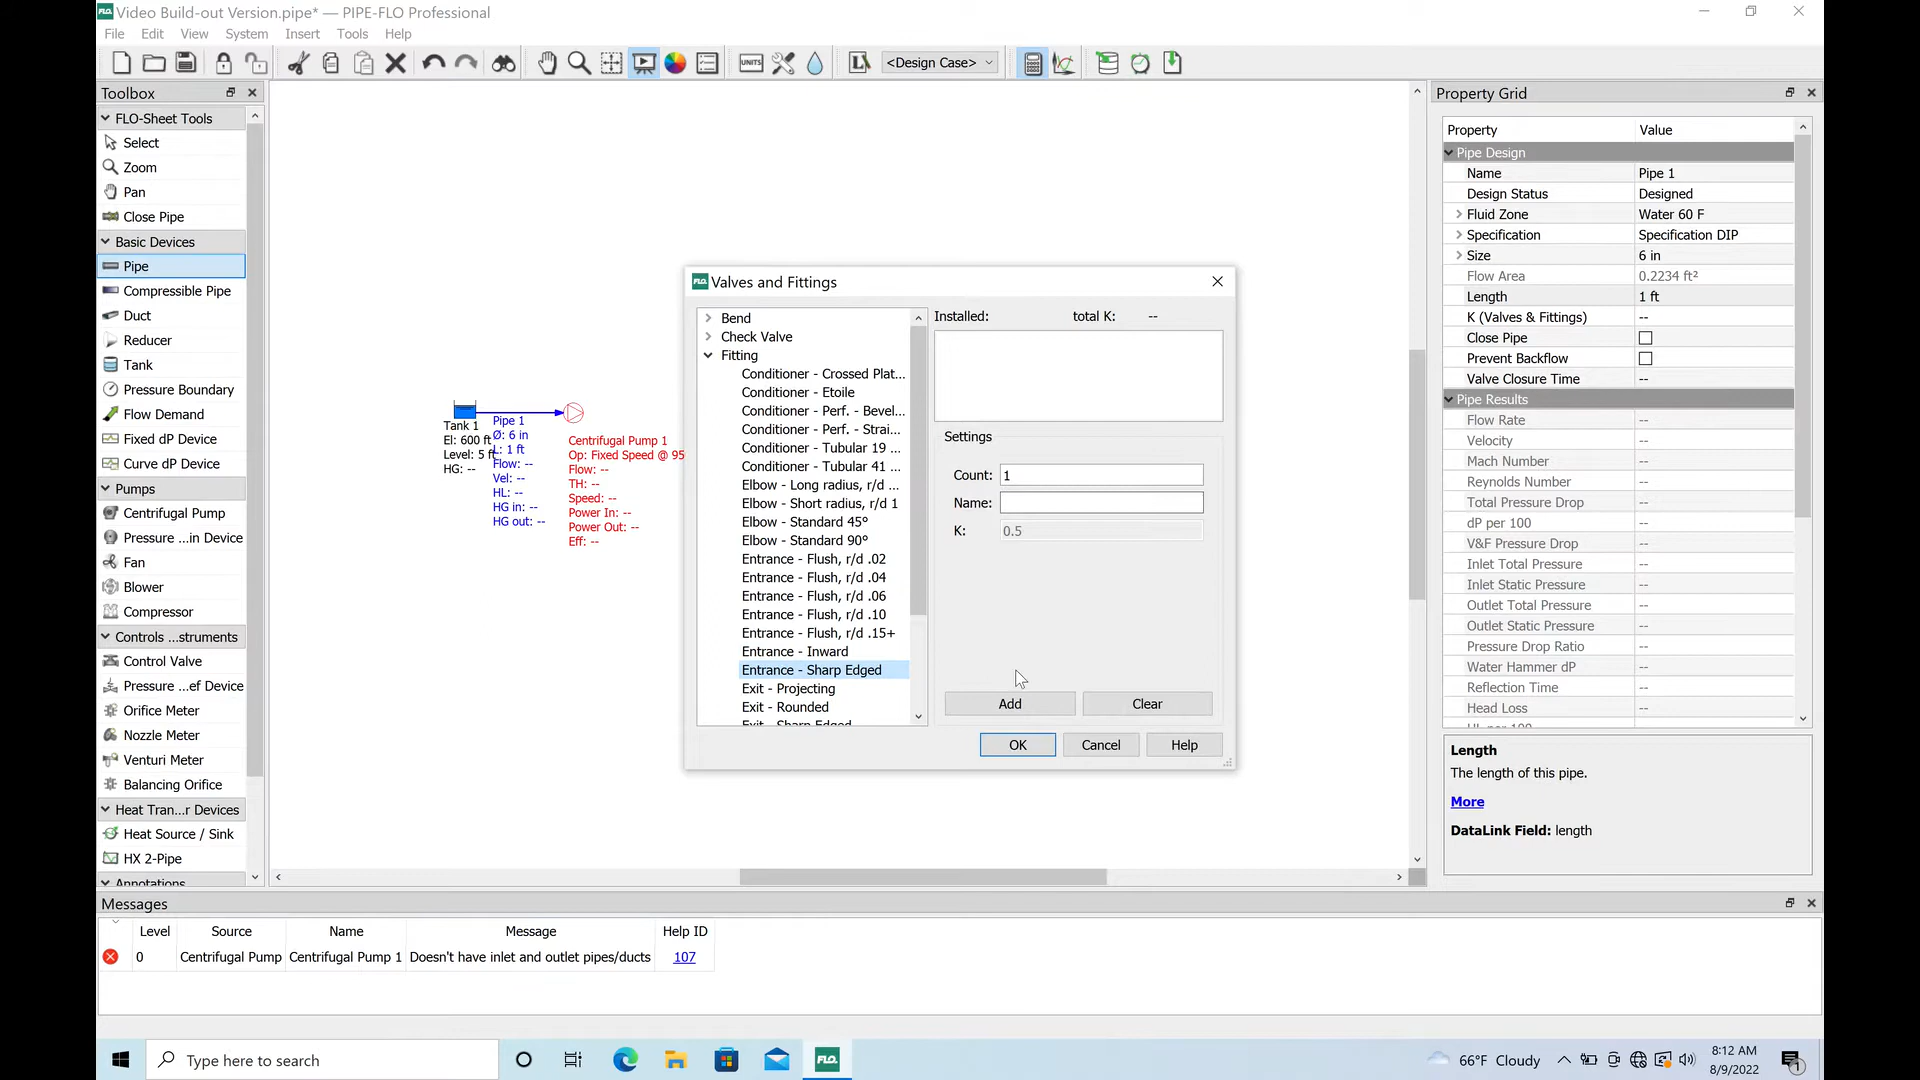 Video Build-out Version.pipe* — PIPE-FLO Professional
File Edit View System Insert Tools Help
<Design Case>
Toolbox
FLO-Sheet Tools
Select
Zoom
Pan
Close Pipe
Basic Devices
Pipe
Compressible Pipe
Duct
Reducer
Tank
Pressure Boundary
Flow Demand
Fixed dP Device
Curve dP Device
Pumps
Centrifugal Pump
Pressure ...in Device
Fan
Blower
Compressor
Controls ...struments
Control Valve
Pressure ...ef Device
Orifice Meter
Nozzle Meter
Venturi Meter
Balancing Orifice
Heat Tran...r Devices
Heat Source / Sink
HX 2-Pipe
Annotations
Tank 1
El: 600 ft
Level: 5 ft
HG: --
Pipe 1
Ø: 6 in
L: 1 ft
Flow: --
Vel: --
HL: --
HG in: --
HG out: --
Centrifugal Pump 1
Op: Fixed Speed @ 95
Flow: --
TH: --
Speed: --
Power In: --
Power Out: --
Eff: --
FLO. Valves and Fittings
Bend
Check Valve
Fitting
Conditioner - Crossed Plat...
Conditioner - Etoile
Conditioner - Perf. - Bevel...
Conditioner - Perf. - Strai...
Conditioner - Tubular 19 ...
Conditioner - Tubular 41 ...
Elbow - Long radius, r/d ...
Elbow - Short radius, r/d 1
Elbow - Standard 45°
Elbow - Standard 90°
Entrance - Flush, r/d .02
Entrance - Flush, r/d .04
Entrance - Flush, r/d .06
Entrance - Flush, r/d .10
Entrance - Flush, r/d .15+
Entrance - Inward
Entrance - Sharp Edged
Exit - Projecting
Exit - Rounded
Exit - Sharp Edged
Installed: total K: --
Settings
Count: 1
Name:
K: 0.5
Add Clear
OK Cancel Help
Property Grid
Property Value
Pipe Design
Name Pipe 1
Design Status Designed
Fluid Zone Water 60 F
Specification Specification DIP
Size 6 in
Flow Area 0.2234 ft²
Length 1 ft
K (Valves & Fittings) --
Close Pipe
Prevent Backflow
Valve Closure Time --
Pipe Results
Flow Rate --
Velocity --
Mach Number --
Reynolds Number --
Total Pressure Drop --
dP per 100 --
V&F Pressure Drop --
Inlet Total Pressure --
Inlet Static Pressure --
Outlet Total Pressure --
Outlet Static Pressure --
Pressure Drop Ratio --
Water Hammer dP --
Reflection Time --
Head Loss --
HL per 100 --
Length
The length of this pipe.
More
DataLink Field: length
Messages
Level Source Name Message Help ID
0 Centrifugal Pump Centrifugal Pump 1 Doesn't have inlet and outlet pipes/ducts 107
Type here to search
FLO.
66°F Cloudy
8:12 AM
8/9/2022
1